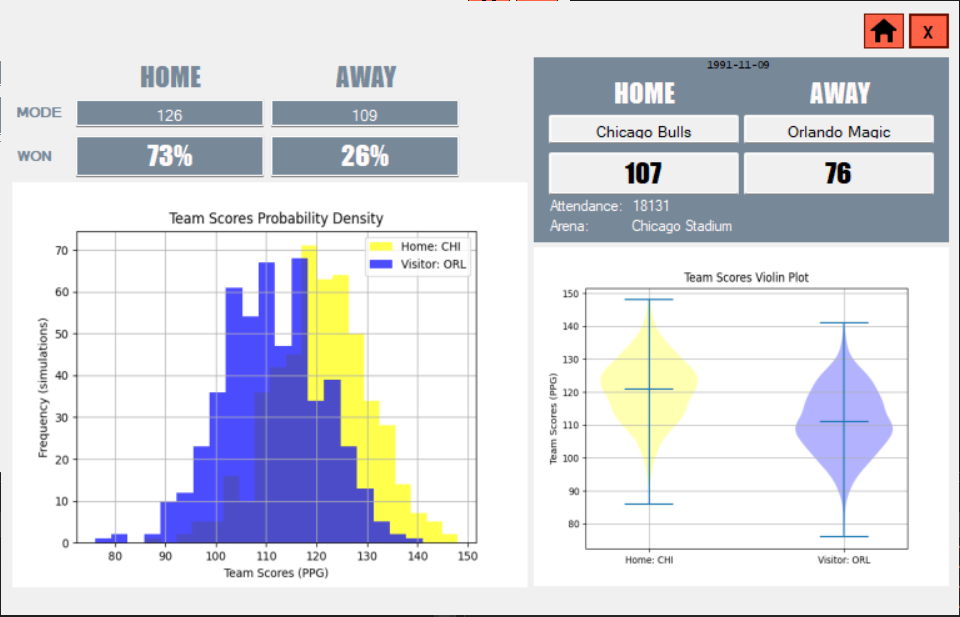 X
HOME AWAY
MODE 126 109
WON 73% 26%
Team Scores Probability Density
Home: CHI
Visitor: ORL
70
60
50
40
30
20
10
0
Frequency (simulations)
80 90 100 110 120 130 140 150
Team Scores (PPG)
1991-11-09
HOME AWAY
Chicago Bulls Orlando Magic
107 76
Attendance: 18131
Arena: Chicago Stadium
Team Scores Violin Plot
150
140
130
120
110
100
90
80
Team Scores (PPG)
Home: CHI Visitor: ORL